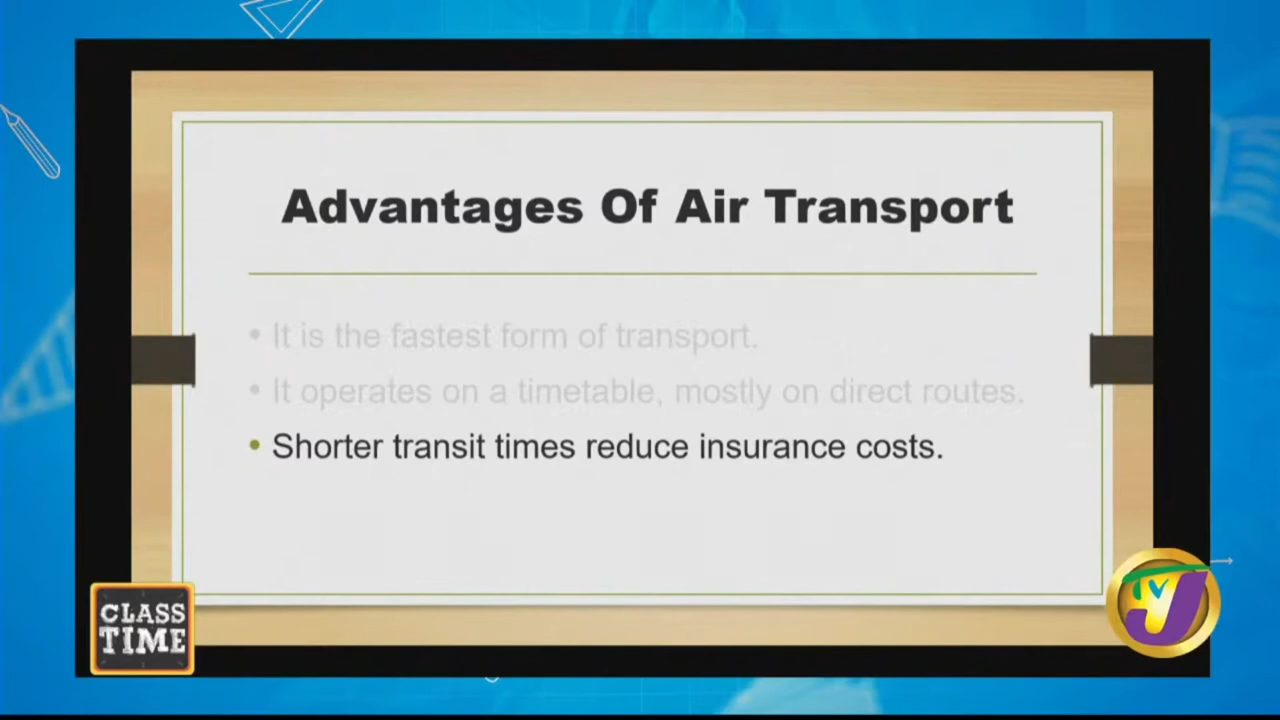 Advantages Of Air Transport
• It is the fastest form of transport.
• It operates on a timetable, mostly on direct routes.
• Shorter transit times reduce insurance costs.
CLASS
TIME
TVJ